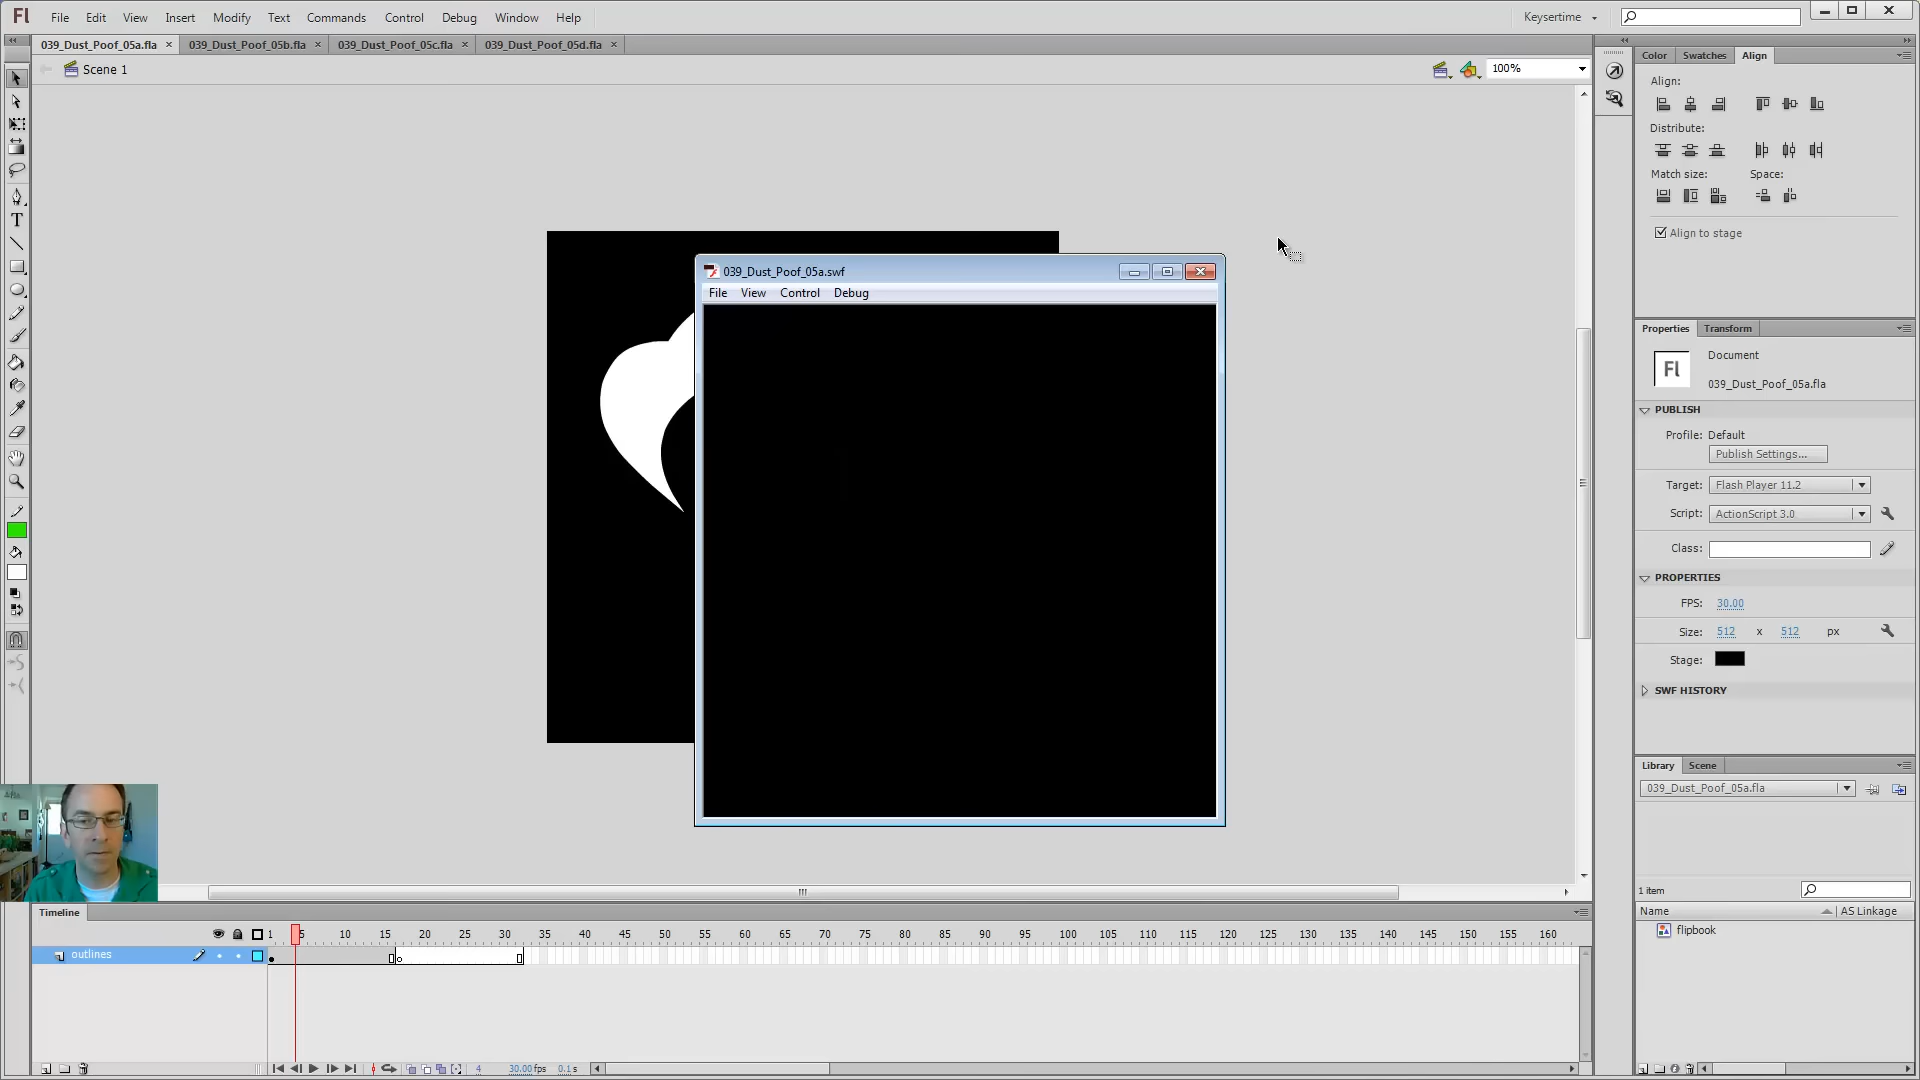 Fl File Edit View Insert Modify Text Commands Control Debug Window Help Keysertime
039_Dust_Poof_05a.fla × 039_Dust_Poof_05b.fla × 039_Dust_Poof_05c.fla × 039_Dust_Poof_05d.fla ×
Scene 1 100%
Color Swatches Align
Align:
Distribute:
Match size: Space:
Align to stage
039_Dust_Poof_05a.swf
File View Control Debug
Properties Transform
Fl Document
039_Dust_Poof_05a.fla
PUBLISH
Profile: Default
Publish Settings...
Target: Flash Player 11.2
Script: ActionScript 3.0
Class:
PROPERTIES
FPS: 30.00
Size: 512 x 512 px
Stage:
SWF HISTORY
Library Scene
039_Dust_Poof_05a.fla
1 item
Name AS Linkage
flipbook
Timeline
1 5 10 15 20 25 30 35 40 45 50 55 60 65 70 75 80 85 90 95 100 105 110 115 120 125 130 135 140 145 150 155 160
outlines
4 30.00 fps 0.1 s